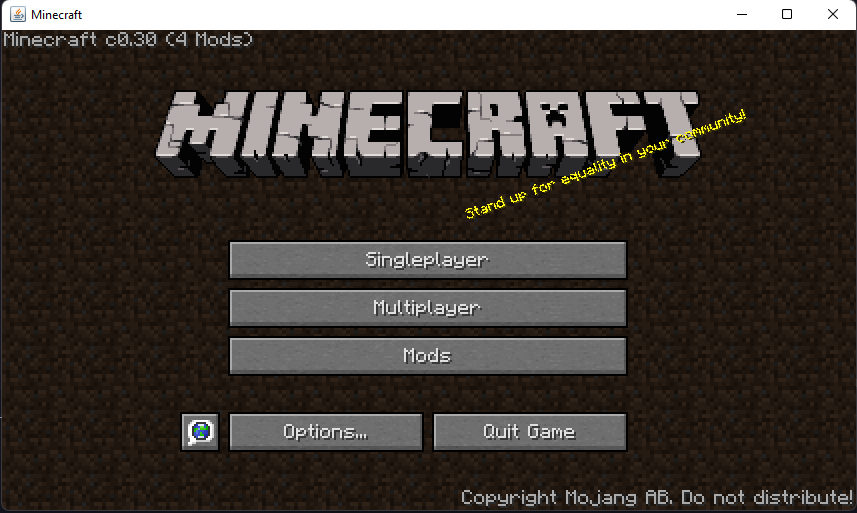 Minecraft
Minecraft c0.30 (4 Mods)
MINECRAFT
Stand up for equality in your community!
Singleplayer
Multiplayer
Mods
Options...
Quit Game
Copyright Mojang AB. Do not distribute!